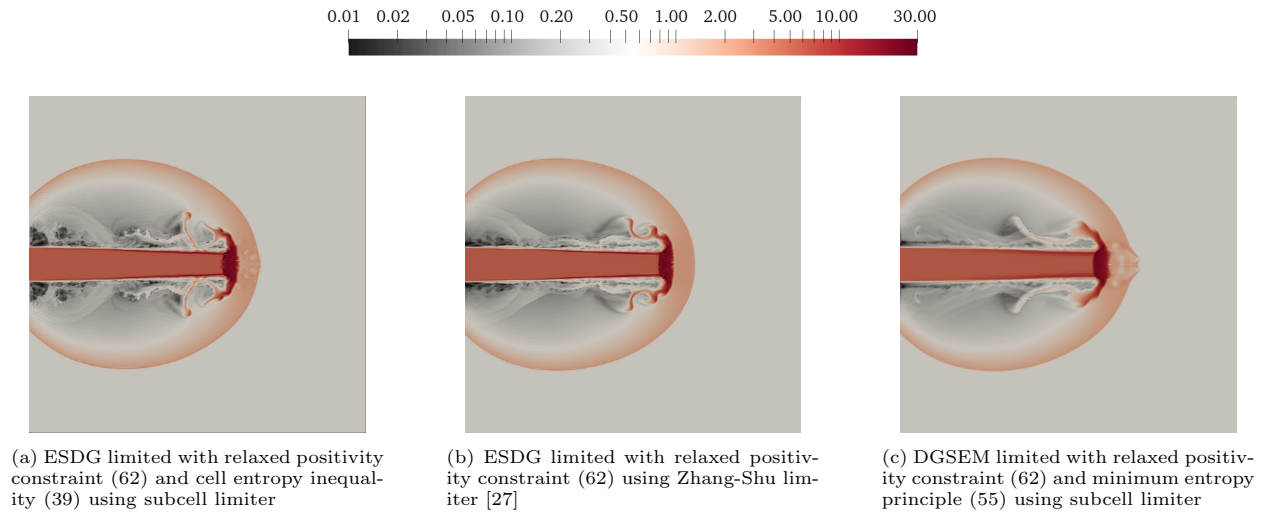 0.01 0.02 0.05 0.10 0.20 0.50 1.00 2.00 5.00 10.00 30.00
(a) ESDG limited with relaxed positivity
constraint (62) and cell entropy inequal-
ity (39) using subcell limiter
(b) ESDG limited with relaxed positiv-
ity constraint (62) using Zhang-Shu lim-
iter [27]
(c) DGSEM limited with relaxed positiv-
ity constraint (62) and minimum entropy
principle (55) using subcell limiter